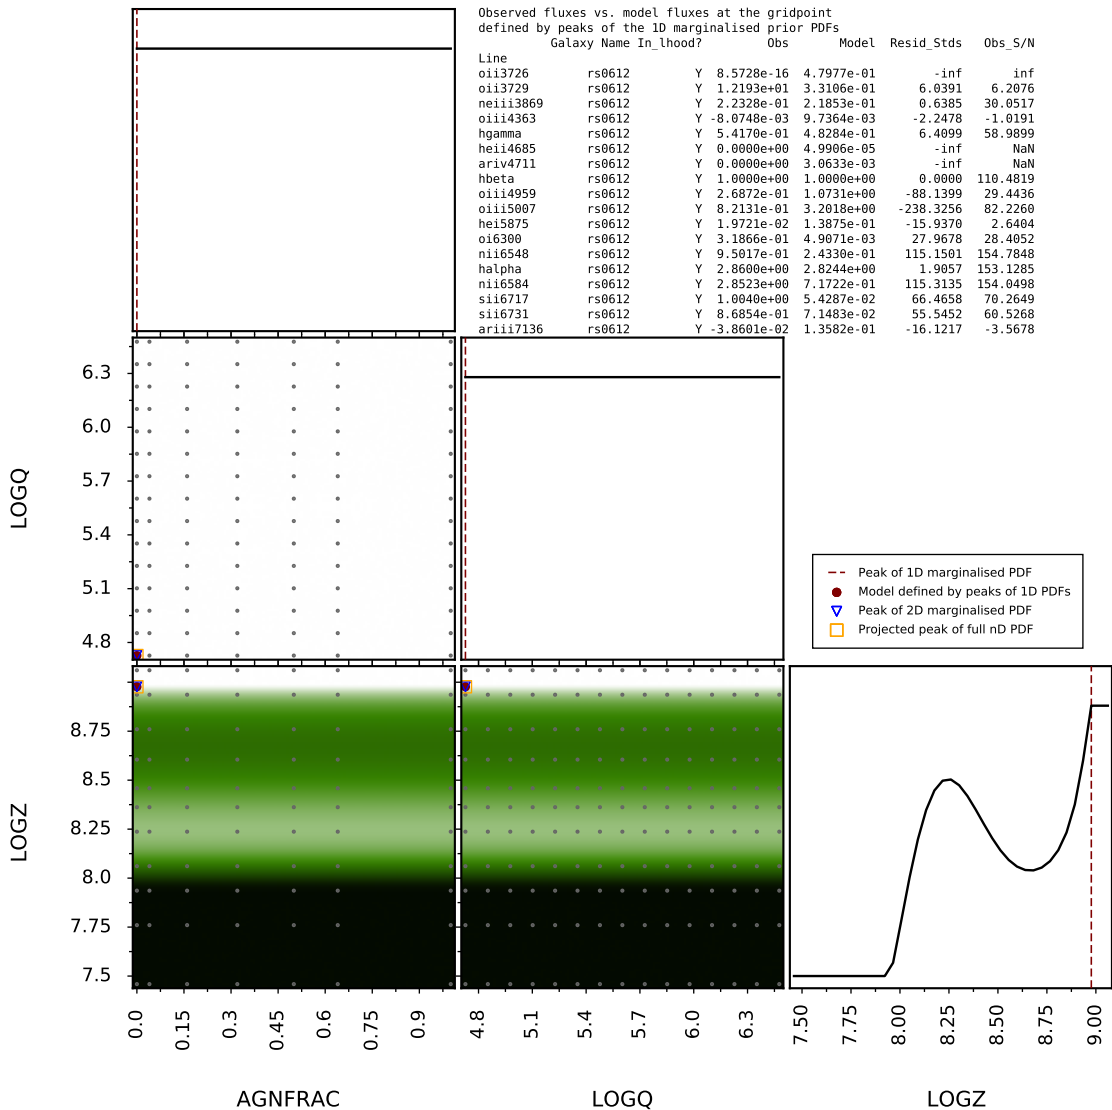 Observed fluxes vs. model fluxes at the gridpoint
defined by peaks of the 1D marginalised prior PDFs
Galaxy Name In_lhood? Obs Model Resid_Stds Obs_S/N
Line
oii3726 rs0612 Y 8.5728e-16 4.7977e-01 -inf inf
oii3729 rs0612 Y 1.2193e+01 3.3106e-01 6.0391 6.2076
neiii3869 rs0612 Y 2.2328e-01 2.1853e-01 0.6385 30.0517
oiii4363 rs0612 Y -8.0748e-03 9.7364e-03 -2.2478 -1.0191
hgamma rs0612 Y 5.4170e-01 4.8284e-01 6.4099 58.9899
heii4685 rs0612 Y 0.0000e+00 4.9906e-05 -inf NaN
ariv4711 rs0612 Y 0.0000e+00 3.0633e-03 -inf NaN
hbeta rs0612 Y 1.0000e+00 1.0000e+00 0.0000 110.4819
oiii4959 rs0612 Y 2.6872e-01 1.0731e+00 -88.1399 29.4436
oiii5007 rs0612 Y 8.2131e-01 3.2018e+00 -238.3256 82.2260
hei5875 rs0612 Y 1.9721e-02 1.3875e-01 -15.9370 2.6404
oi6300 rs0612 Y 3.1866e-01 4.9071e-03 27.9678 28.4052
nii6548 rs0612 Y 9.5017e-01 2.4330e-01 115.1501 154.7848
halpha rs0612 Y 2.8600e+00 2.8244e+00 1.9057 153.1285
nii6584 rs0612 Y 2.8523e+00 7.1722e-01 115.3135 154.0498
sii6717 rs0612 Y 1.0040e+00 5.4287e-02 66.4658 70.2649
sii6731 rs0612 Y 8.6854e-01 7.1483e-02 55.5452 60.5268
ariii7136 rs0612 Y -3.8601e-02 1.3582e-01 -16.1217 -3.5678
6.3
6.0
5.7
5.4
5.1
4.8
LOGQ
Peak of 1D marginalised PDF
Model defined by peaks of 1D PDFs
Peak of 2D marginalised PDF
Projected peak of full nD PDF
8.75
8.5
8.25
8.0
7.75
7.5
LOGZ
0.0 0.15 0.3 0.45 0.6 0.75 0.9
4.8 5.1 5.4 5.7 6.0 6.3
7.50 7.75 8.00 8.25 8.50 8.75 9.00
AGNFRAC LOGQ LOGZ